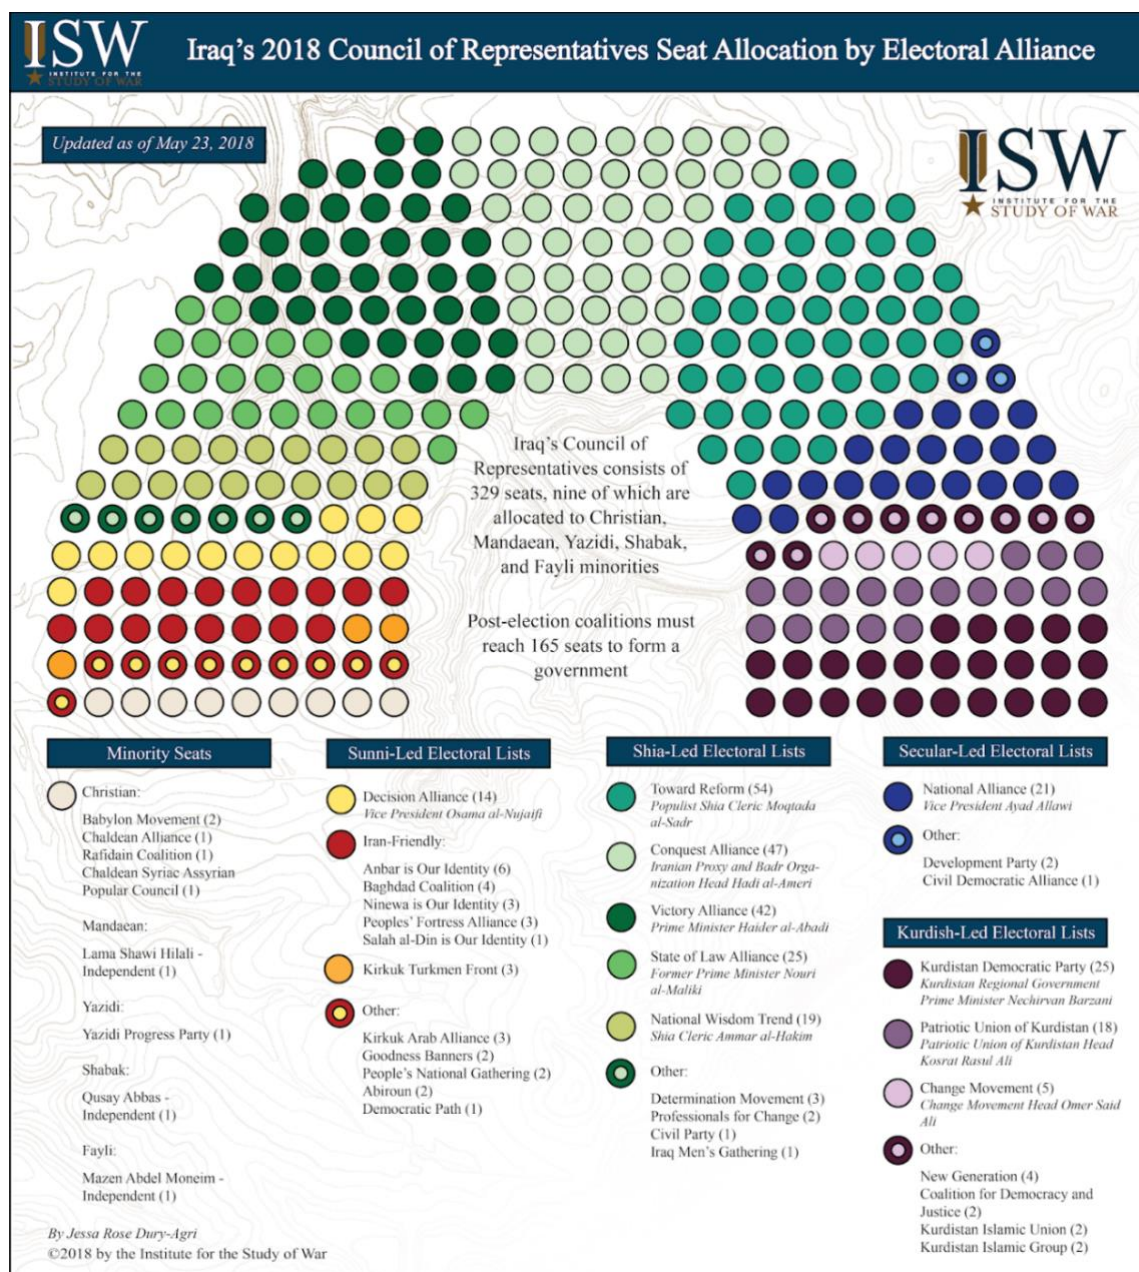 ISW
INSTITUTE FOR THE
STUDY OF WAR
Iraq's 2018 Council of Representatives Seat Allocation by Electoral Alliance
Updated as of May 23, 2018
ISW
INSTITUTE FOR THE
STUDY OF WAR
Iraq's Council of
Representatives consists of
329 seats, nine of which are
allocated to Christian,
Mandaean, Yazidi, Shabak,
and Fayli minorities
Post-election coalitions must
reach 165 seats to form a
government
Minority Seats
Christian:
Babylon Movement (2)
Chaldean Alliance (1)
Rafidain Coalition (1)
Chaldean Syriac Assyrian
Popular Council (1)
Mandaean:
Lama Shawi Hilali -
Independent (1)
Yazidi:
Yazidi Progress Party (1)
Shabak:
Qusay Abbas -
Independent (1)
Fayli:
Mazen Abdel Moneim -
Independent (1)
Sunni-Led Electoral Lists
Decision Alliance (14)
Vice President Osama al-Nujaifi
Iran-Friendly:
Anbar is Our Identity (6)
Baghdad Coalition (4)
Ninewa is Our Identity (3)
Peoples' Fortress Alliance (3)
Salah al-Din is Our Identity (1)
Kirkuk Turkmen Front (3)
Other:
Kirkuk Arab Alliance (3)
Goodness Banners (2)
People's National Gathering (2)
Abiroun (2)
Democratic Path (1)
Shia-Led Electoral Lists
Toward Reform (54)
Populist Shia Cleric Moqtada
al-Sadr
Conquest Alliance (47)
Iranian Proxy and Badr Orga-
nization Head Hadi al-Ameri
Victory Alliance (42)
Prime Minister Haider al-Abadi
State of Law Alliance (25)
Former Prime Minister Nouri
al-Maliki
National Wisdom Trend (19)
Shia Cleric Ammar al-Hakim
Other:
Determination Movement (3)
Professionals for Change (2)
Civil Party (1)
Iraq Men's Gathering (1)
Secular-Led Electoral Lists
National Alliance (21)
Vice President Ayad Allawi
Other:
Development Party (2)
Civil Democratic Alliance (1)
Kurdish-Led Electoral Lists
Kurdistan Democratic Party (25)
Kurdistan Regional Government
Prime Minister Nechirvan Barzani
Patriotic Union of Kurdistan (18)
Patriotic Union of Kurdistan Head
Kosrat Rasul Ali
Change Movement (5)
Change Movement Head Omer Said
Ali
Other:
New Generation (4)
Coalition for Democracy and
Justice (2)
Kurdistan Islamic Union (2)
Kurdistan Islamic Group (2)
By Jessa Rose Dury-Agri
©2018 by the Institute for the Study of War